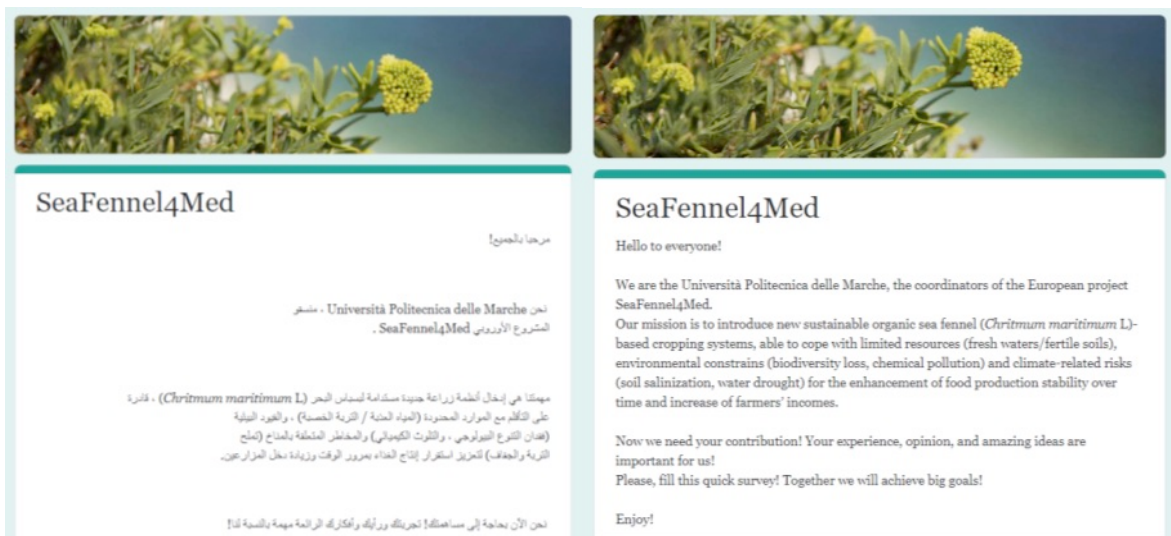 SeaFennel4Med
مرحبا بالجميع!
نحن Università Politecnica delle Marche ، منسقو
المشروع الأوروبي SeaFennel4Med .
مهمتنا هي إدخال أنظمة زراعة جديدة مستدامة لبسباس البحر (Chritmum maritimum L) ، قادرة
على التأقلم مع الموارد المحدودة (المياه العذبة / التربة الخصبة) ، والقيود البيئية
(فقدان التنوع البيولوجي ، والتلوث الكيميائي) والمخاطر المتعلقة بالمناخ (تملح
التربة والجفاف) لتعزيز استقرار إنتاج الغذاء بمرور الوقت وزيادة دخل المزارعين.
نحن الآن بحاجة إلى مساهمتك! تجربتك ورأيك وأفكارك الرائعة مهمة بالنسبة لنا!
SeaFennel4Med
Hello to everyone!
We are the Università Politecnica delle Marche, the coordinators of the European project
SeaFennel4Med.
Our mission is to introduce new sustainable organic sea fennel (Chritmum maritimum L)-
based cropping systems, able to cope with limited resources (fresh waters/fertile soils),
environmental constrains (biodiversity loss, chemical pollution) and climate-related risks
(soil salinization, water drought) for the enhancement of food production stability over
time and increase of farmers' incomes.
Now we need your contribution! Your experience, opinion, and amazing ideas are
important for us!
Please, fill this quick survey! Together we will achieve big goals!
Enjoy!